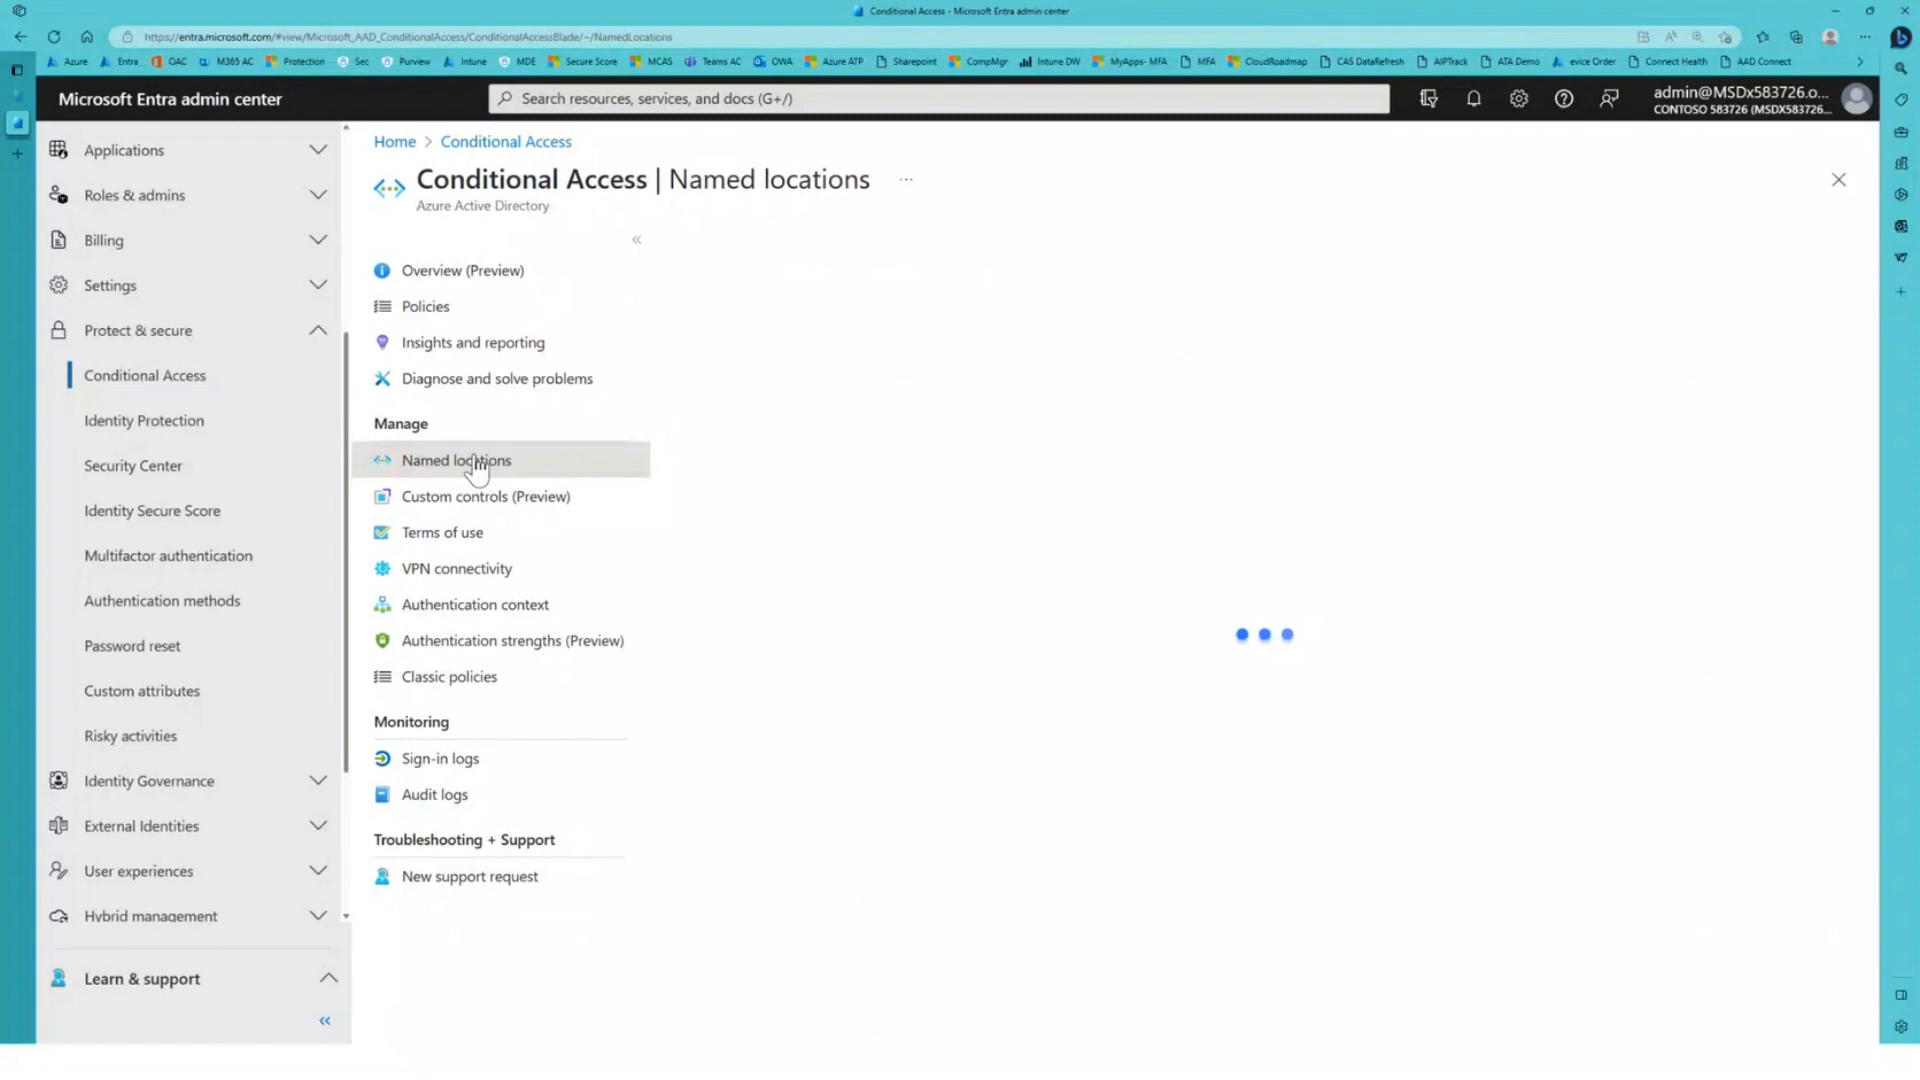 Conditional Access - Microsoft Entra admin center
https://entra.microsoft.com/#view/Microsoft_AAD_ConditionalAccess/ConditionalAccessBlade/~/NamedLocations
Azure Entra OAC M365 AC Protection Sec Purview Intune MDE Secure Score MCAS Teams AC OWA Azure ATP Sharepoint CompMgr Intune DW MyApps- MFA MFA CloudRoadmap CAS DataRefresh AIPTrack ATA Demo evice Order Connect Health AAD Connect
Microsoft Entra admin center
Search resources, services, and docs (G+/)
admin@MSDx583726.o...
CONTOSO 583726 (MSDX583726...
Applications
Roles & admins
Billing
Settings
Protect & secure
Conditional Access
Identity Protection
Security Center
Identity Secure Score
Multifactor authentication
Authentication methods
Password reset
Custom attributes
Risky activities
Identity Governance
External Identities
User experiences
Hybrid management
Learn & support
Home > Conditional Access
Conditional Access | Named locations ...
Azure Active Directory
Overview (Preview)
Policies
Insights and reporting
Diagnose and solve problems
Manage
Named locations
Custom controls (Preview)
Terms of use
VPN connectivity
Authentication context
Authentication strengths (Preview)
Classic policies
Monitoring
Sign-in logs
Audit logs
Troubleshooting + Support
New support request